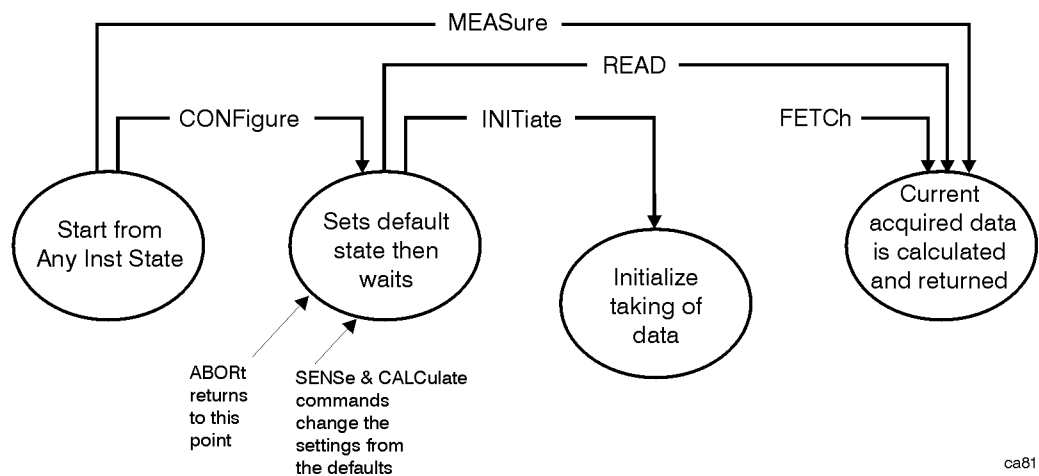 MEASure
READ
CONFigure
INITiate
FETCh
Start from
Any Inst State
Sets default
state then
waits
Initialize
taking of
data
Current
acquired data
is calculated
and returned
ABORt
returns
to this
point
SENSe & CALCulate
commands
change the
settings from
the defaults
ca81